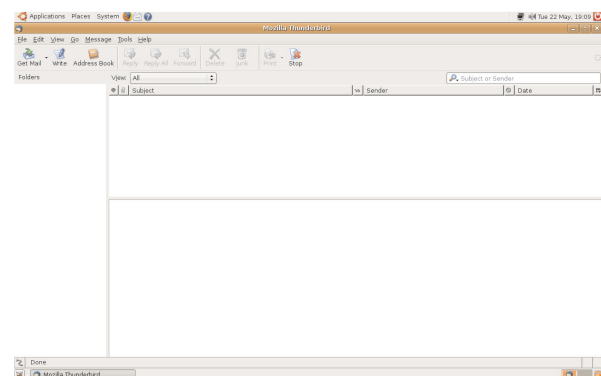 Applications Places System Tue 22 May, 19:09
Mozilla Thunderbird
File Edit View Go Message Tools Help
Get Mail Write Address Book Reply Reply All Forward Delete Junk Print Stop
Folders View: All Subject or Sender
Subject Sender Date
Done
Mozilla Thunderbird